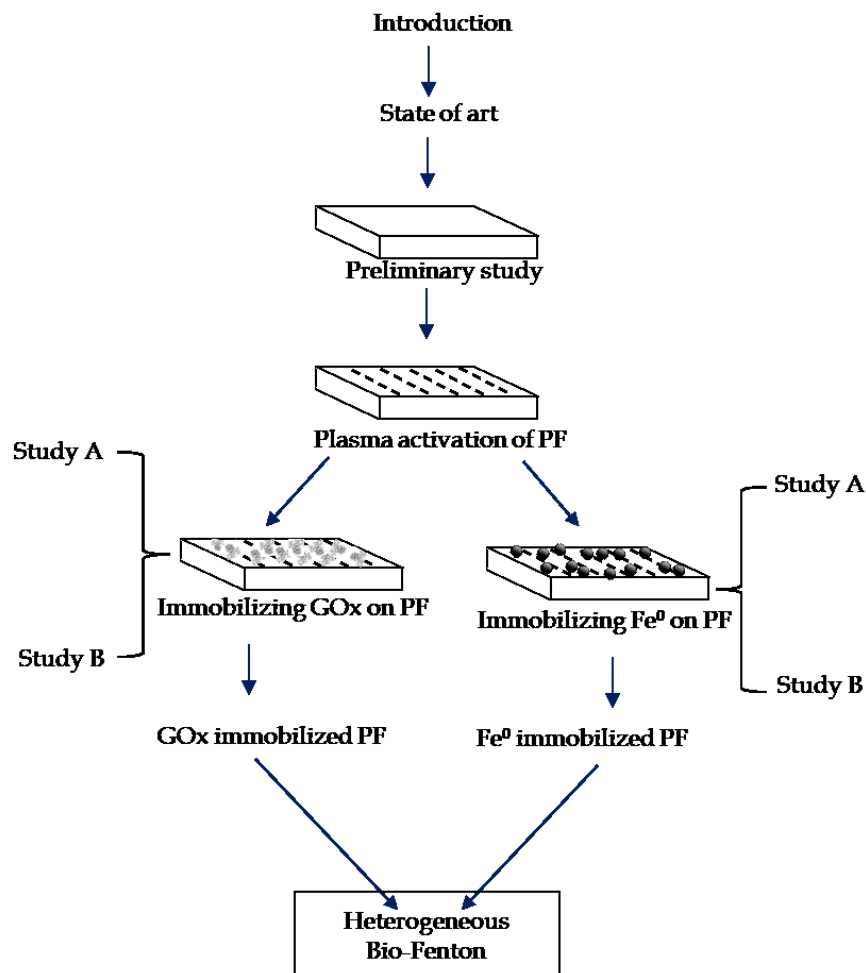 Introduction
State of art
Preliminary study
Plasma activation of PF
Study A
Study A
Immobilizing GOx on PF
Immobilizing Fe⁰ on PF
Study B
Study B
GOx immobilized PF
Fe⁰ immobilized PF
Heterogeneous
Bio-Fenton